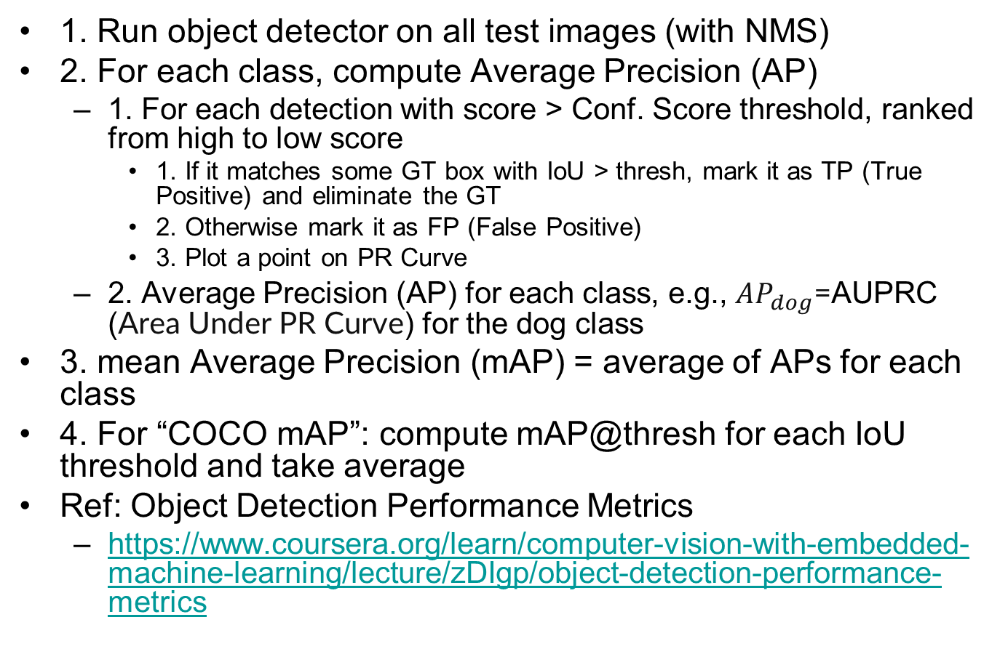 • 1. Run object detector on all test images (with NMS)
• 2. For each class, compute Average Precision (AP)
– 1. For each detection with score > Conf. Score threshold, ranked
from high to low score
• 1. If it matches some GT box with IoU > thresh, mark it as TP (True
Positive) and eliminate the GT
• 2. Otherwise mark it as FP (False Positive)
• 3. Plot a point on PR Curve
– 2. Average Precision (AP) for each class, e.g., 𝐴𝑃𝑑𝑜𝑔=AUPRC
(Area Under PR Curve) for the dog class
• 3. mean Average Precision (mAP) = average of APs for each
class
• 4. For “COCO mAP”: compute mAP@thresh for each IoU
threshold and take average
• Ref: Object Detection Performance Metrics
– https://www.coursera.org/learn/computer-vision-with-embedded-
machine-learning/lecture/zDIgp/object-detection-performance-
metrics